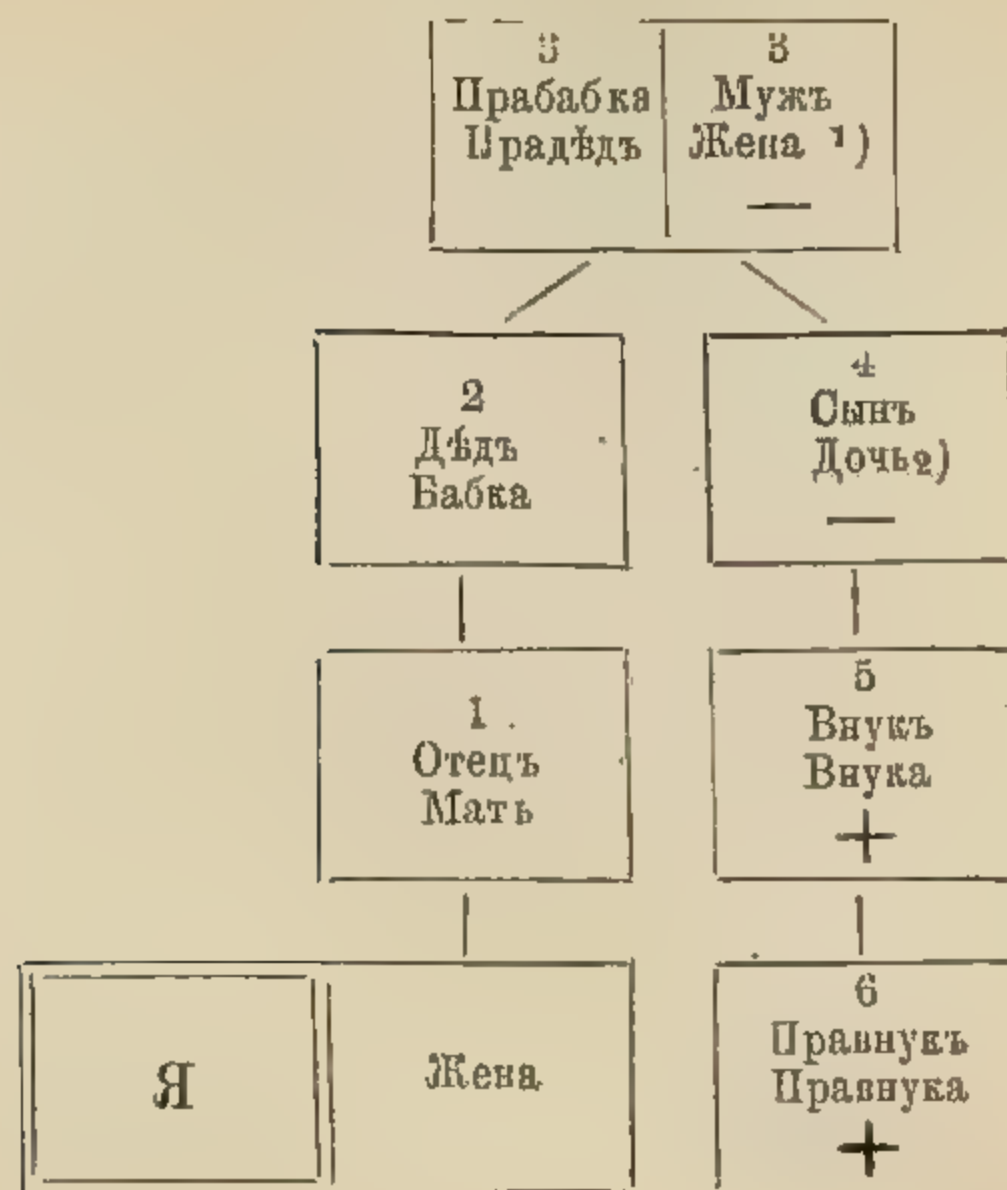 3
Прабабка
Прадѣдъ
3
Мужъ
Жена ¹)
—
2
Дѣдъ
Бабка
4
Сынъ
Дочь2)
—
1
Отецъ
Мать
5
Внукъ
Внука
+
Я
Жена
6
Правнукъ
Правнука
+